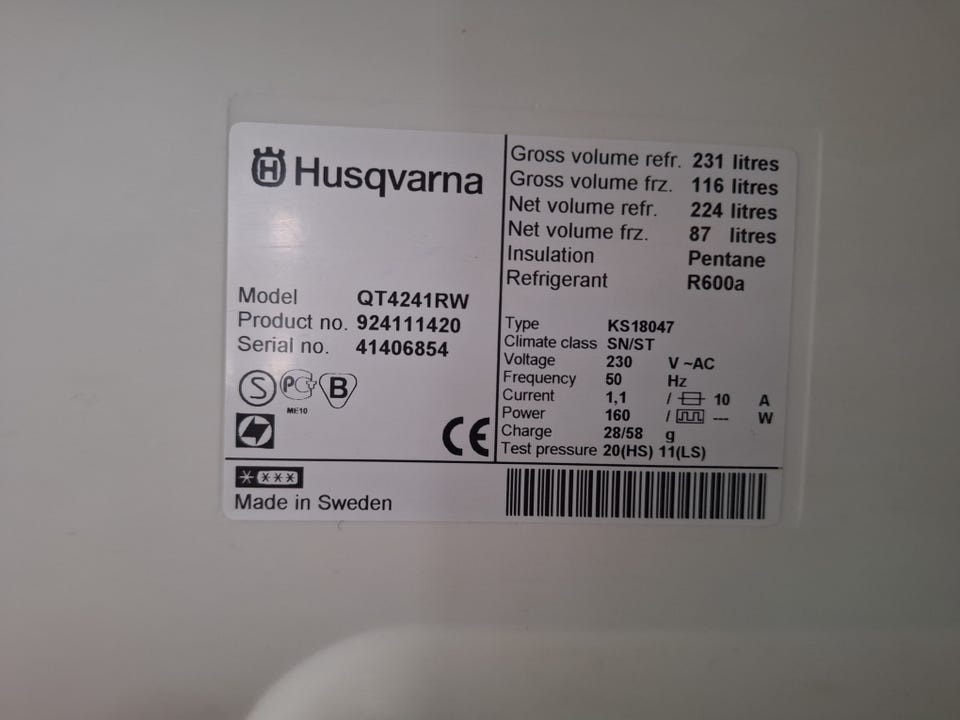 Husqvarna
Model QT4241RW
Product no. 924111420
Serial no. 41406854
S PG B
ME10
CE
Made in Sweden
Gross volume refr. 231 litres
Gross volume frz. 116 litres
Net volume refr. 224 litres
Net volume frz. 87 litres
Insulation Pentane
Refrigerant R600a
Type KS18047
Climate class SN/ST
Voltage 230 V ~AC
Frequency 50 Hz
Current 1,1 / 10 A
Power 160 / --- W
Charge 28/58 g
Test pressure 20(HS) 11(LS)